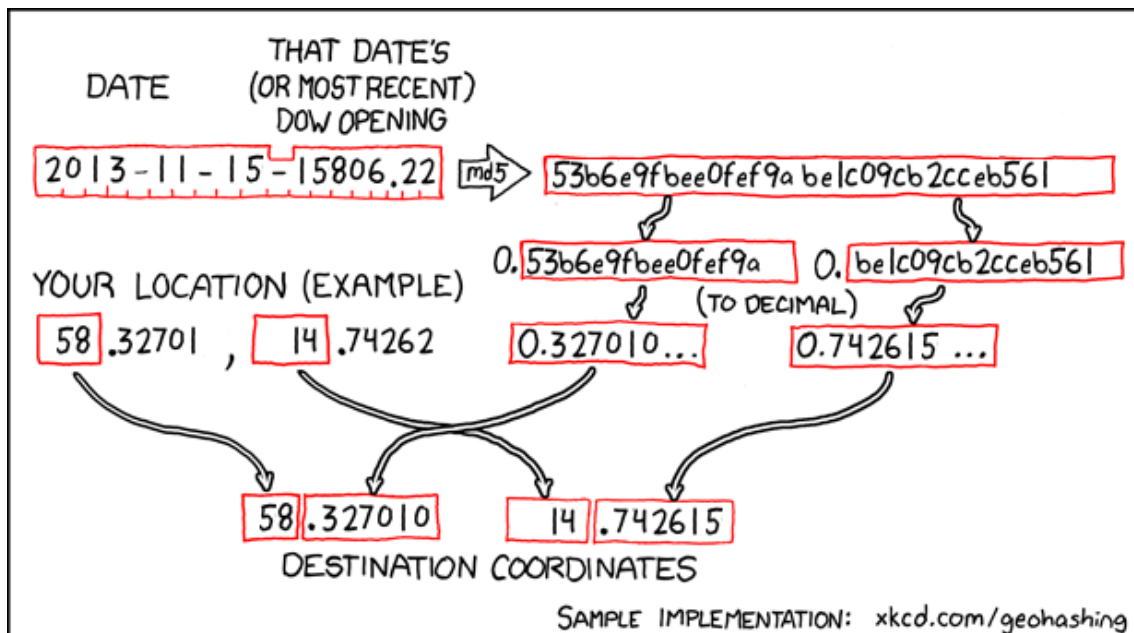 DATE
THAT DATE'S
(OR MOST RECENT)
DOW OPENING
2013-11-15-15806.22
md5
53b6e9fbee0fef9a be1c09cb2cceb561
0.53b6e9fbee0fef9a
0.be1c09cb2cceb561
YOUR LOCATION (EXAMPLE)
(TO DECIMAL)
58.32701, 14.74262
0.327010...
0.742615...
58.327010
14.742615
DESTINATION COORDINATES
SAMPLE IMPLEMENTATION: xkcd.com/geohashing